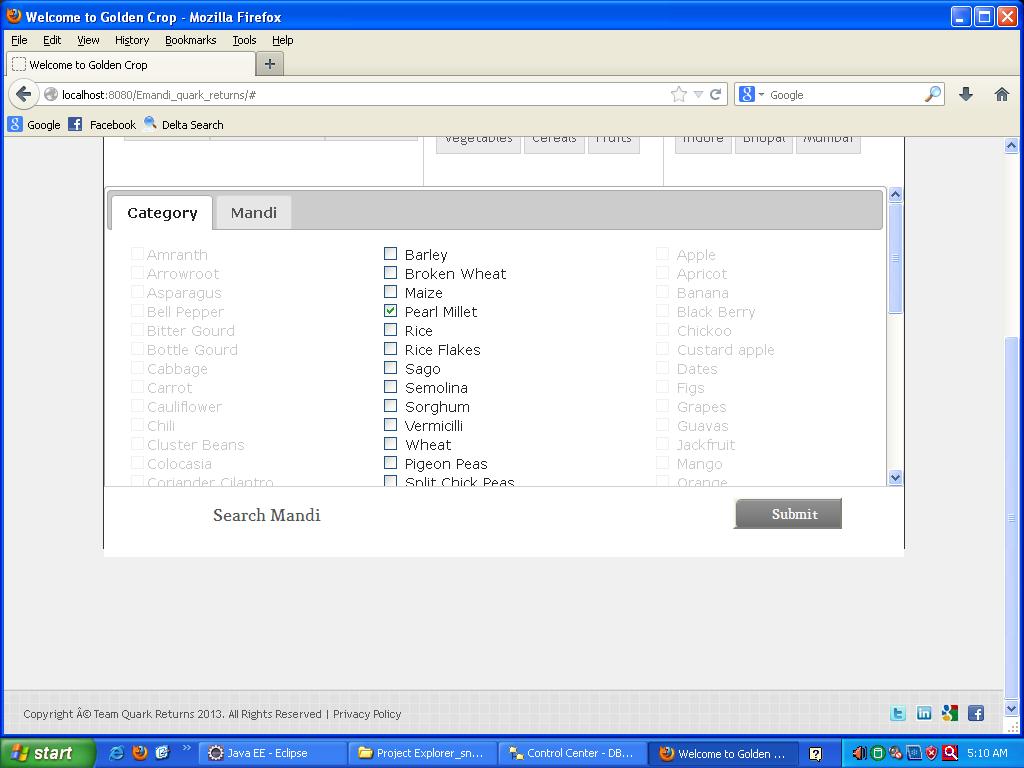 Welcome to Golden Crop - Mozilla Firefox
File Edit View History Bookmarks Tools Help
Welcome to Golden Crop +
localhost:8080/Emandi_quark_returns/# Google
Google Facebook Delta Search
Vegetables Cereals Fruits Indore Bhopal Mumbai
Category Mandi
Amranth Barley Apple
Arrowroot Broken Wheat Apricot
Asparagus Maize Banana
Bell Pepper Pearl Millet Black Berry
Bitter Gourd Rice Chickoo
Bottle Gourd Rice Flakes Custard apple
Cabbage Sago Dates
Carrot Semolina Figs
Cauliflower Sorghum Grapes
Chili Vermicilli Guavas
Cluster Beans Wheat Jackfruit
Colocasia Pigeon Peas Mango
Coriander Cilantro Split Chick Peas Orange
Search Mandi Submit
Copyright Â© Team Quark Returns 2013. All Rights Reserved | Privacy Policy
start Java EE - Eclipse Project Explorer_sn... Control Center - DB... Welcome to Golden ... 5:10 AM